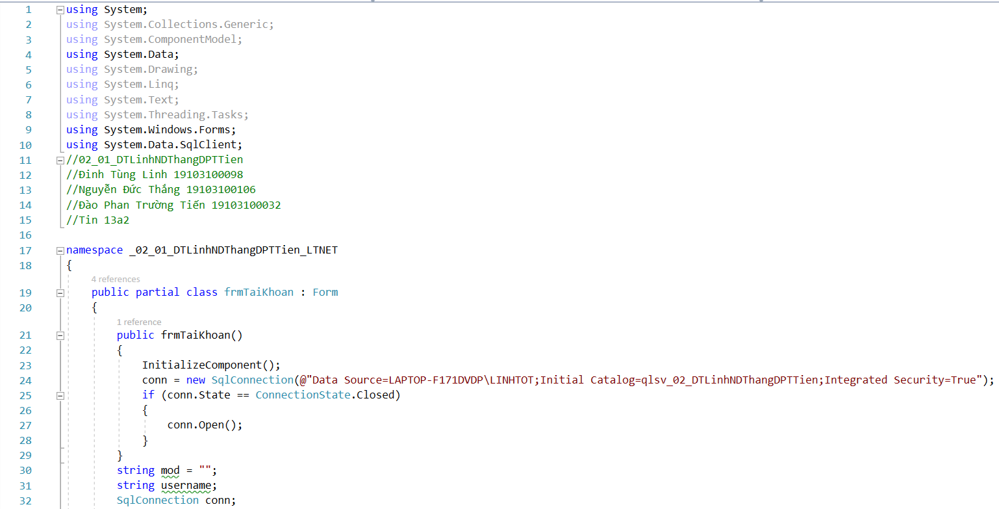 1 using System;
2 using System.Collections.Generic;
3 using System.ComponentModel;
4 using System.Data;
5 using System.Drawing;
6 using System.Linq;
7 using System.Text;
8 using System.Threading.Tasks;
9 using System.Windows.Forms;
10 using System.Data.SqlClient;
11 //02_01_DTLinhNDThangDPTTien
12 //Đinh Tùng Linh 19103100098
13 //Nguyễn Đức Thắng 19103100106
14 //Đào Phan Trường Tiến 19103100032
15 //Tin 13a2
16
17 namespace _02_01_DTLinhNDThangDPTTien_LTNET
18 {
4 references
19 public partial class frmTaiKhoan : Form
20 {
1 reference
21 public frmTaiKhoan()
22 {
23 InitializeComponent();
24 conn = new SqlConnection(@"Data Source=LAPTOP-F171DVDP\LINHTOT;Initial Catalog=qlsv_02_DTLinhNDThangDPTTien;Integrated Security=True");
25 if (conn.State == ConnectionState.Closed)
26 {
27 conn.Open();
28 }
29 }
30 string mod = "";
31 string username;
32 SqlConnection conn;